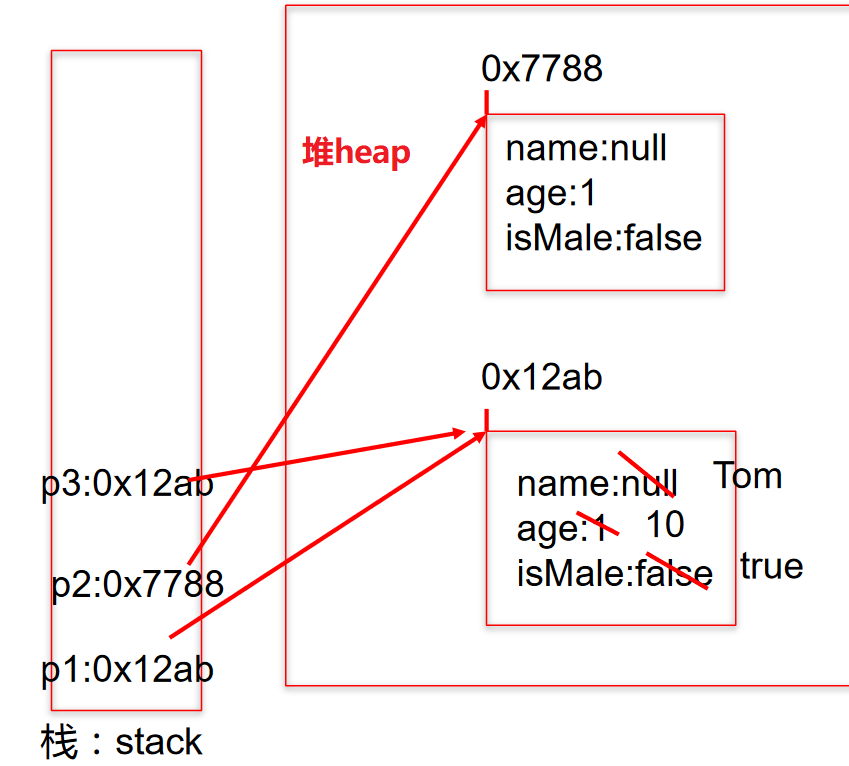 0x7788
堆heap
name:null
age:1
isMale:false
0x12ab
p3:0x12ab
name:null Tom
age:1 10
isMale:false true
p2:0x7788
p1:0x12ab
栈：stack